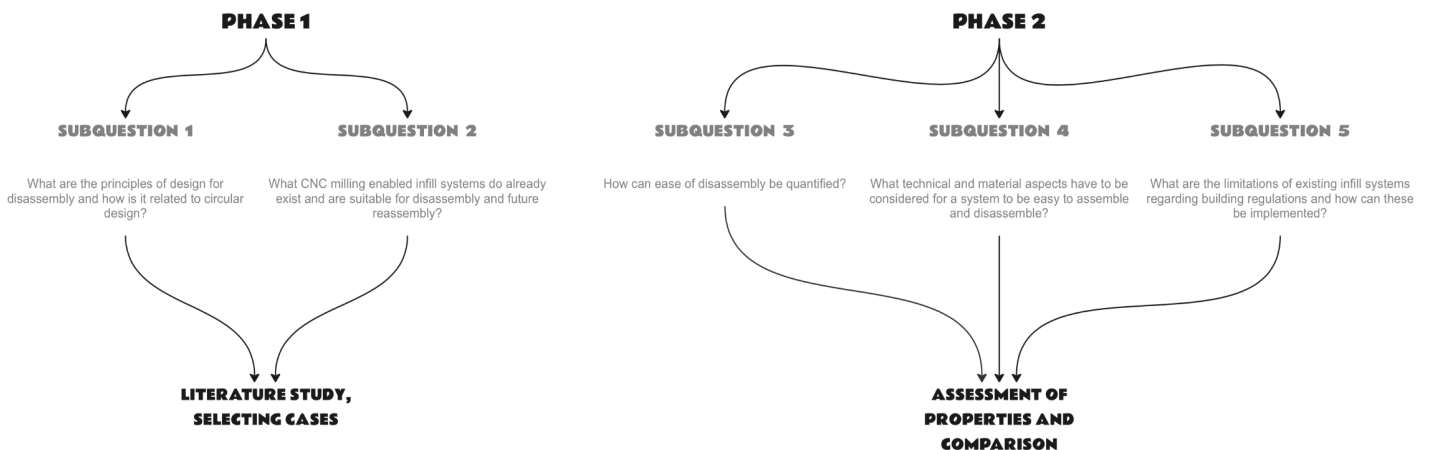 PHASE 1
PHASE 2
SUBQUESTION 1
SUBQUESTION 2
SUBQUESTION 3
SUBQUESTION 4
SUBQUESTION 5
What are the principles of design for
disassembly and how is it related to circular
design?
What CNC milling enabled infill systems do already
exist and are suitable for disassembly and future
reassembly?
How can ease of disassembly be quantified?
What technical and material aspects have to be
considered for a system to be easy to assemble
and disassemble?
What are the limitations of existing infill systems
regarding building regulations and how can these
be implemented?
LITERATURE STUDY,
SELECTING CASES
ASSESSMENT OF
PROPERTIES AND
COMPARISON